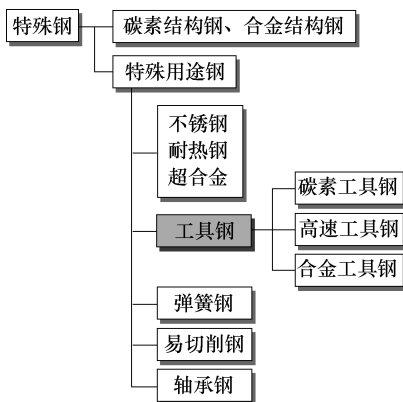 特殊钢
碳素结构钢、合金结构钢
特殊用途钢
不锈钢
耐热钢
超合金
工具钢
碳素工具钢
高速工具钢
合金工具钢
弹簧钢
易切削钢
轴承钢